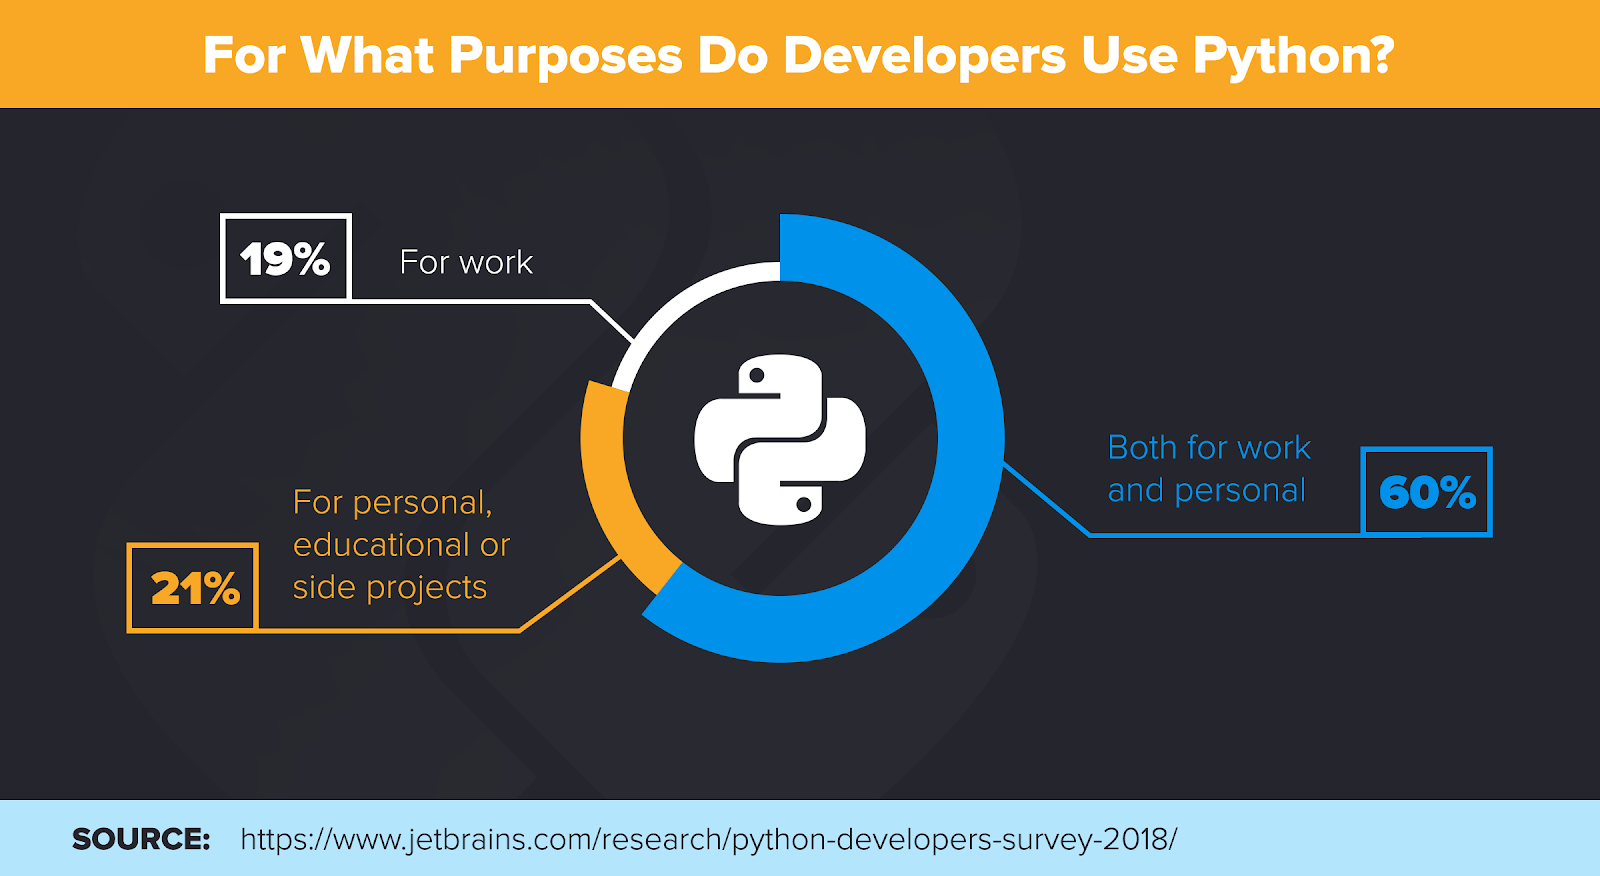 For What Purposes Do Developers Use Python?
19%
For work
Both for work
and personal
60%
For personal,
educational or
side projects
21%
SOURCE: https://www.jetbrains.com/research/python-developers-survey-2018/